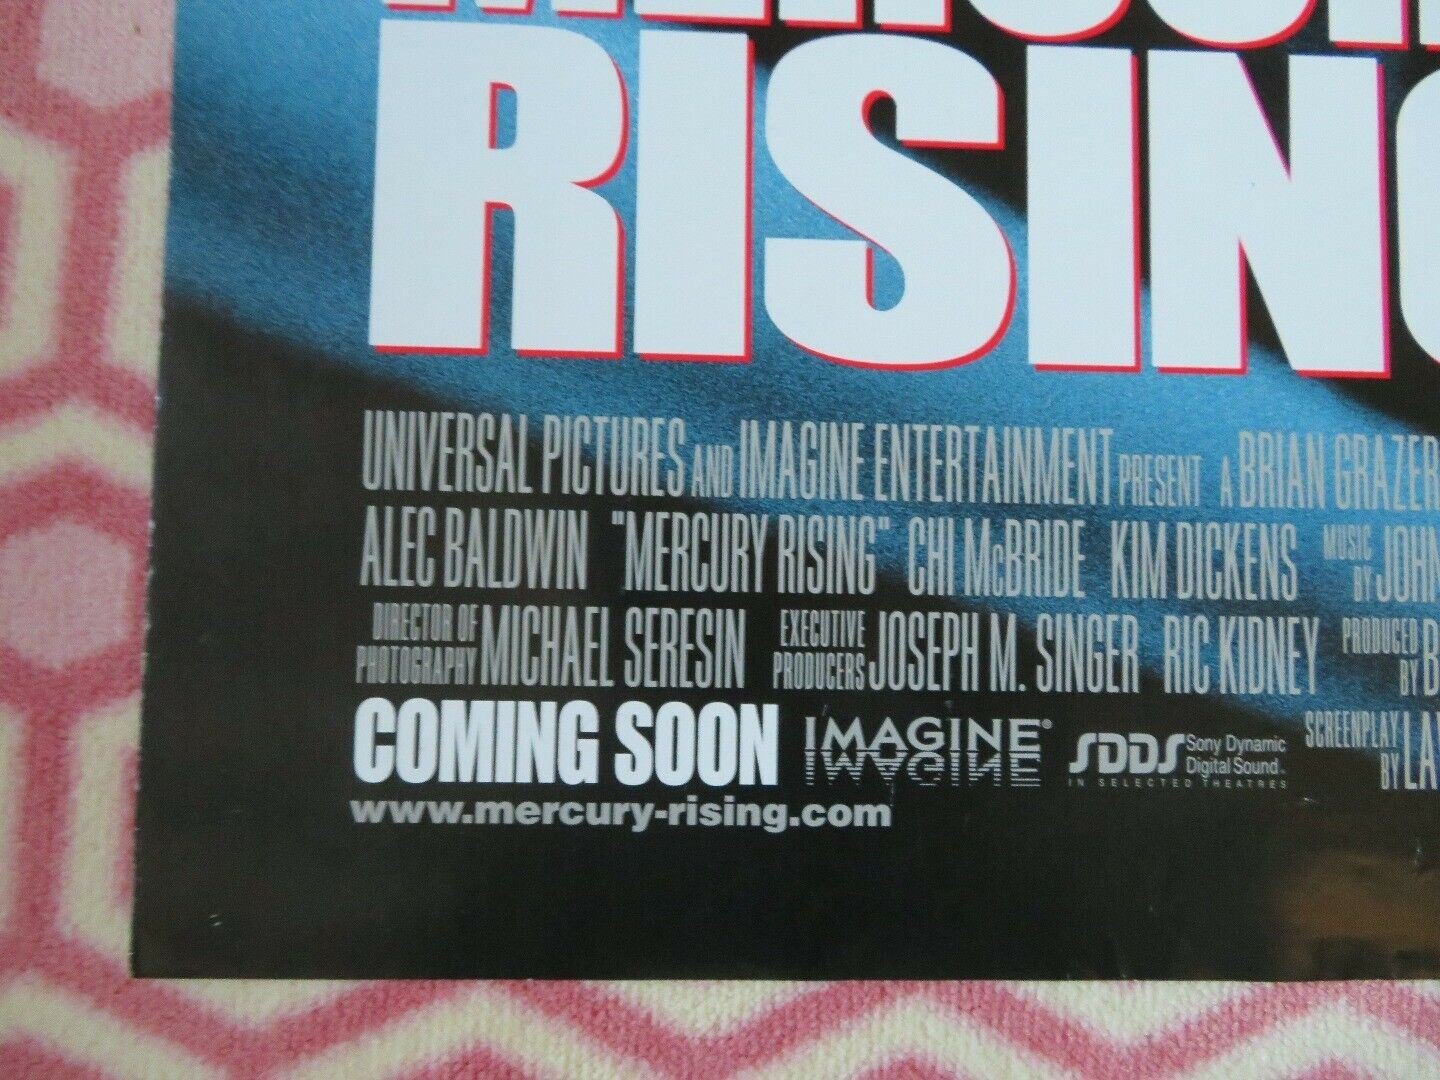 RISING
UNIVERSAL PICTURES AND IMAGINE ENTERTAINMENT PRESENT A BRIAN GRAZER
ALEC BALDWIN "MERCURY RISING" CHI McBRIDE KIM DICKENS MUSIC BY JOHN
DIRECTOR OF PHOTOGRAPHY MICHAEL SERESIN EXECUTIVE PRODUCERS JOSEPH M. SINGER RIC KIDNEY PRODUCED BY B
COMING SOON IMAGINE® SDDS Sony Dynamic Digital Sound. IN SELECTED THEATRES SCREENPLAY BY LA
www.mercury-rising.com